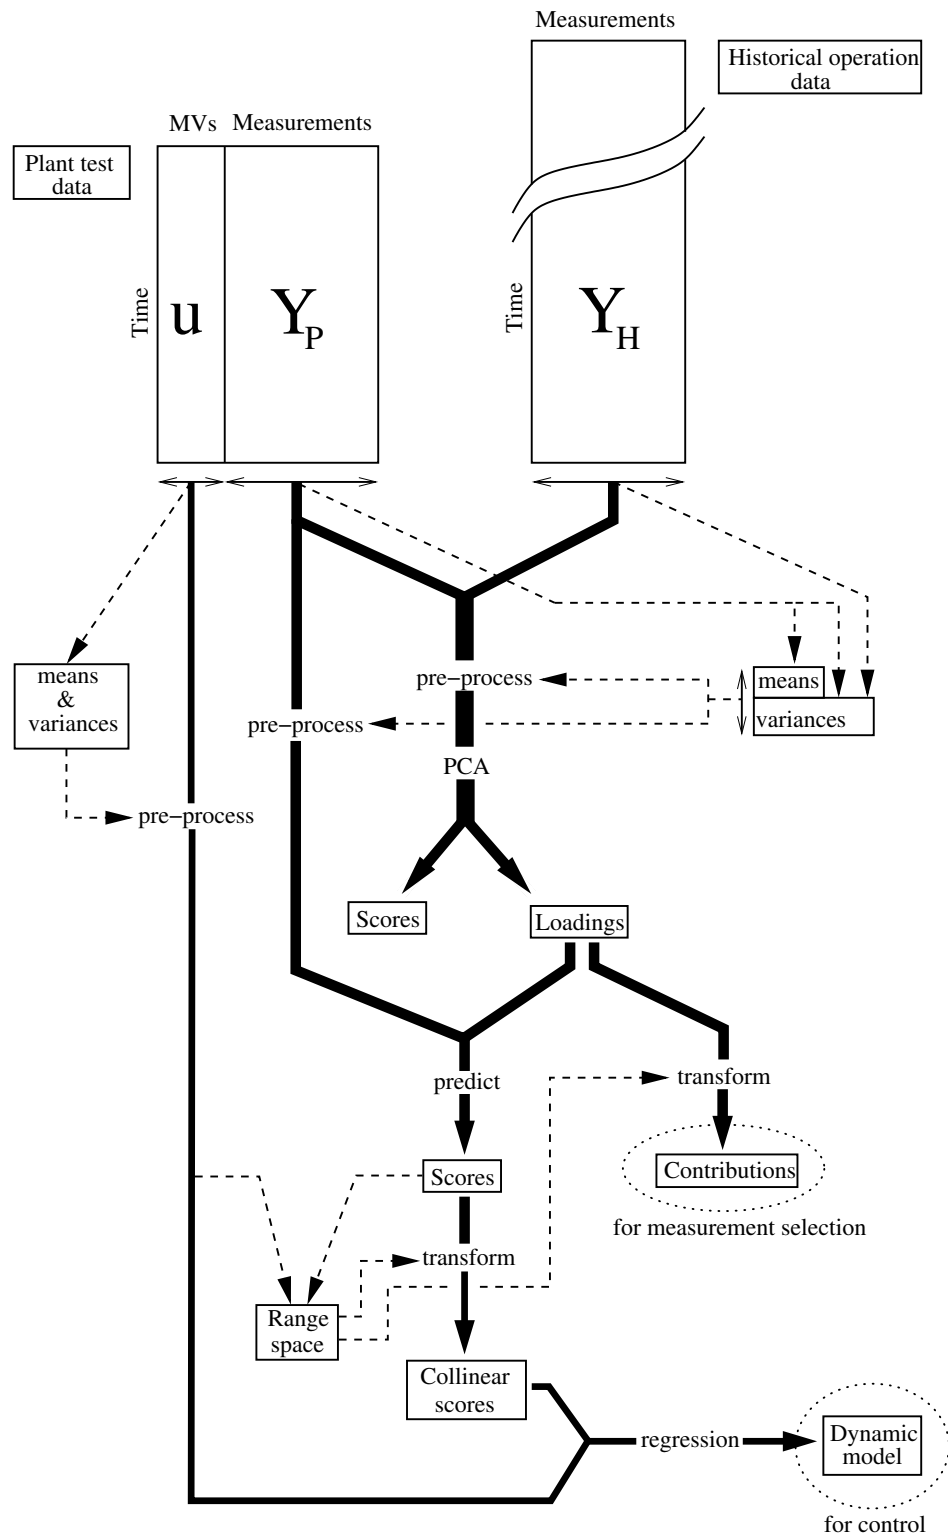 Measurements
Historical operation
data
MVs Measurements
Plant test
data
Time
u
Y_P
Time
Y_H
means
&
variances
pre−process
means
variances
pre−process
PCA
pre−process
Scores
Loadings
predict
transform
Scores
Contributions
for measurement selection
transform
Range
space
Collinear
scores
regression
Dynamic
model
for control